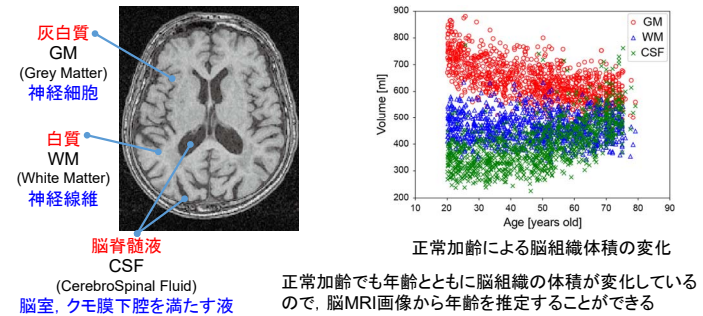 灰白質
GM
(Grey Matter)
神経細胞
白質
WM
(White Matter)
神経線維
脳脊髄液
CSF
(CerebroSpinal Fluid)
脳室，クモ膜下腔を満たす液
900
800
700
600
500
400
300
200
Volume [ml]
GM
WM
CSF
10 20 30 40 50 60 70 80 90
Age [years old]
正常加齢による脳組織体積の変化
正常加齢でも年齢とともに脳組織の体積が変化している
ので，脳MRI画像から年齢を推定することができる